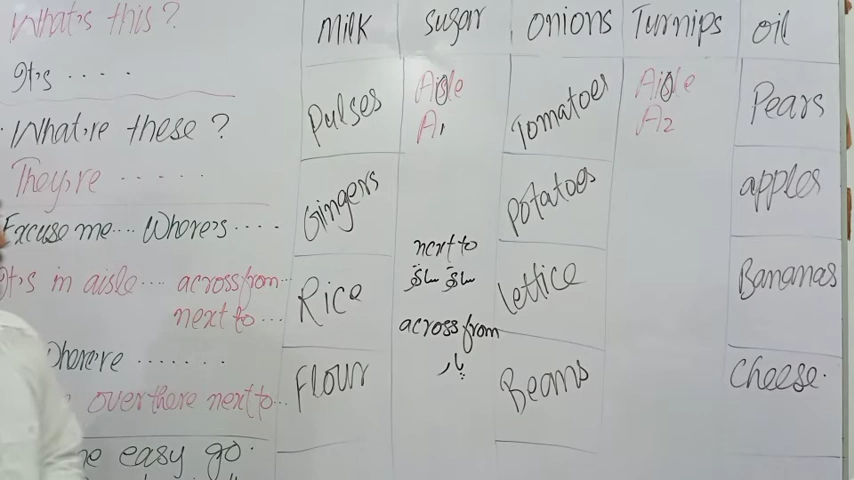 What's this?
It's ....
What're these?
They're .....
Excuse me... Where's ....
It's in aisle.... across from...
next to...
Where're .......
over there next to...
easy go.
Milk
Pulses
Gingers
Rice
Flour
sugar
Aisle
A1
next to
across from
پار
onions
Tomatoes
Potatoes
lettice
Beans
Turnips
Aisle
A2
oil
Pears
apples
Bananas
cheese.